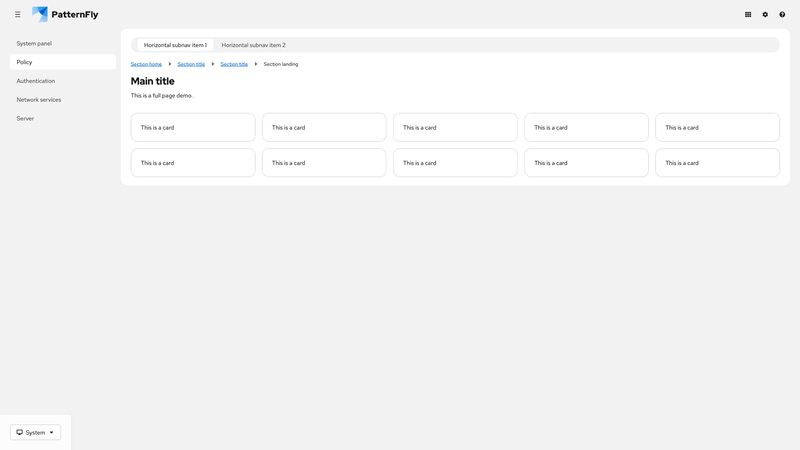 PatternFly
System panel
Policy
Authentication
Network services
Server
Horizontal subnav item 1
Horizontal subnav item 2
Section home
Section title
Section title
Section landing
Main title
This is a full page demo.
This is a card
This is a card
This is a card
This is a card
This is a card
This is a card
This is a card
This is a card
This is a card
This is a card
System